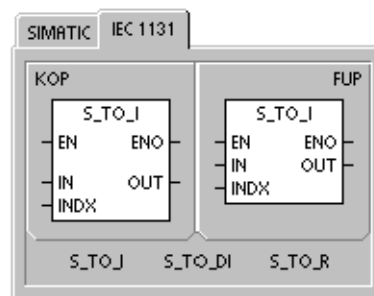 SIMATIC IEC 1131
KOP FUP
S_TO_I S_TO_I
EN ENO EN ENO
IN OUT IN OUT
INDX INDX
S_TO_I S_TO_DI S_TO_R